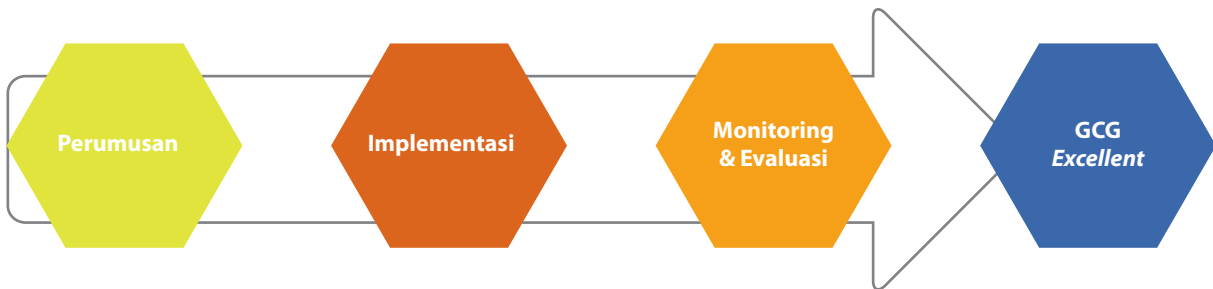 Perumusan
Implementasi
Monitoring
& Evaluasi
GCG
Excellent